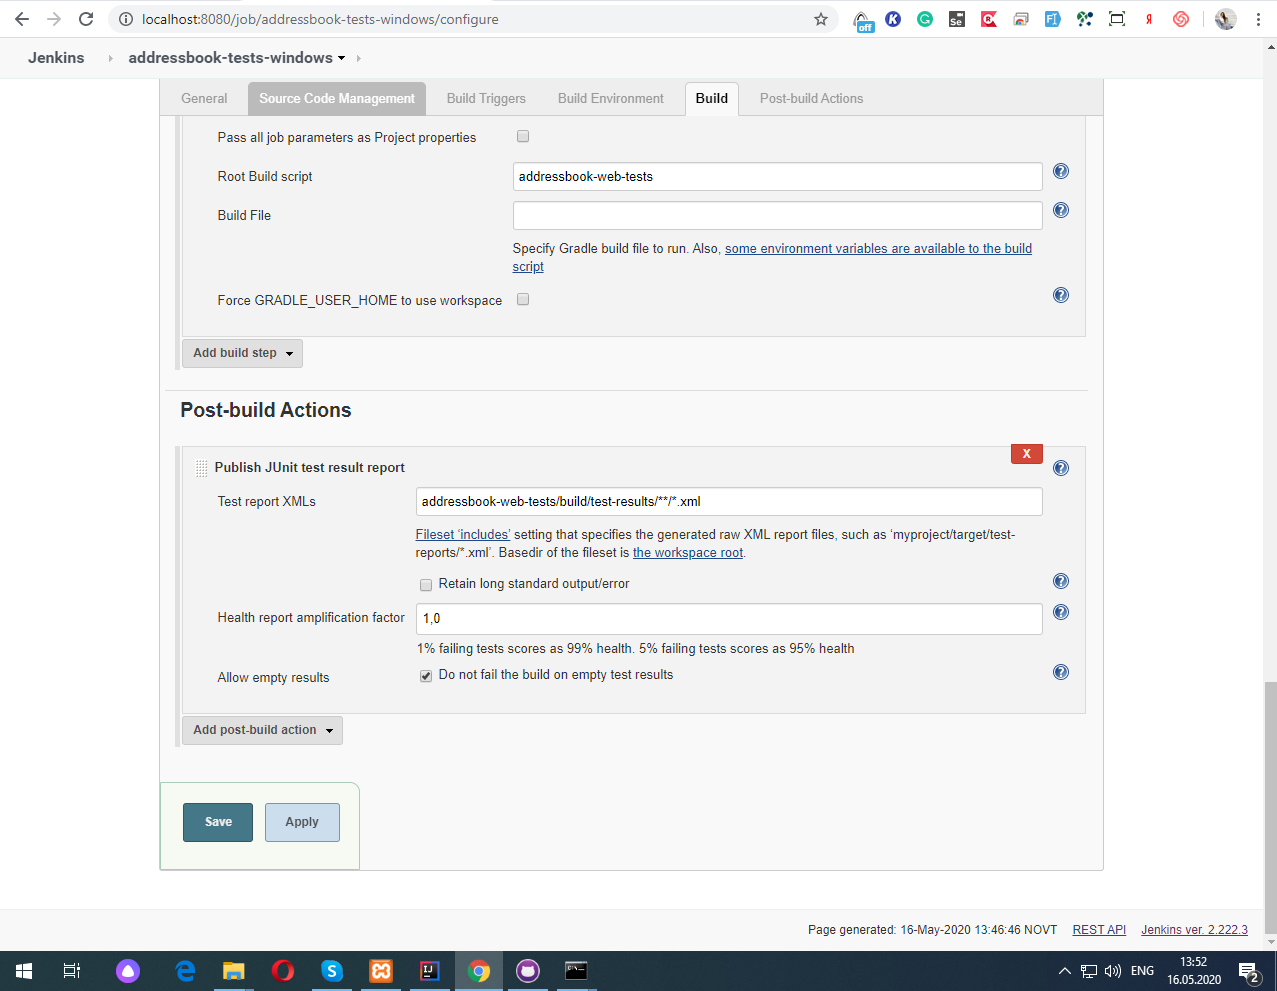 localhost:8080/job/addressbook-tests-windows/configure
off
Jenkins
addressbook-tests-windows
General
Source Code Management
Build Triggers
Build Environment
Build
Post-build Actions
Pass all job parameters as Project properties
Root Build script
addressbook-web-tests
Build File
Specify Gradle build file to run. Also, some environment variables are available to the build
script
Force GRADLE_USER_HOME to use workspace
Add build step
Post-build Actions
X
Publish JUnit test result report
Test report XMLs
addressbook-web-tests/build/test-results/**/*.xml
Fileset ‘includes’ setting that specifies the generated raw XML report files, such as ‘myproject/target/test-
reports/*.xml’. Basedir of the fileset is the workspace root.
Retain long standard output/error
Health report amplification factor
1,0
1% failing tests scores as 99% health. 5% failing tests scores as 95% health
Allow empty results
Do not fail the build on empty test results
Add post-build action
Save
Apply
Page generated: 16-May-2020 13:46:46 NOVT
REST API
Jenkins ver. 2.222.3
ENG
13:52
16.05.2020
2